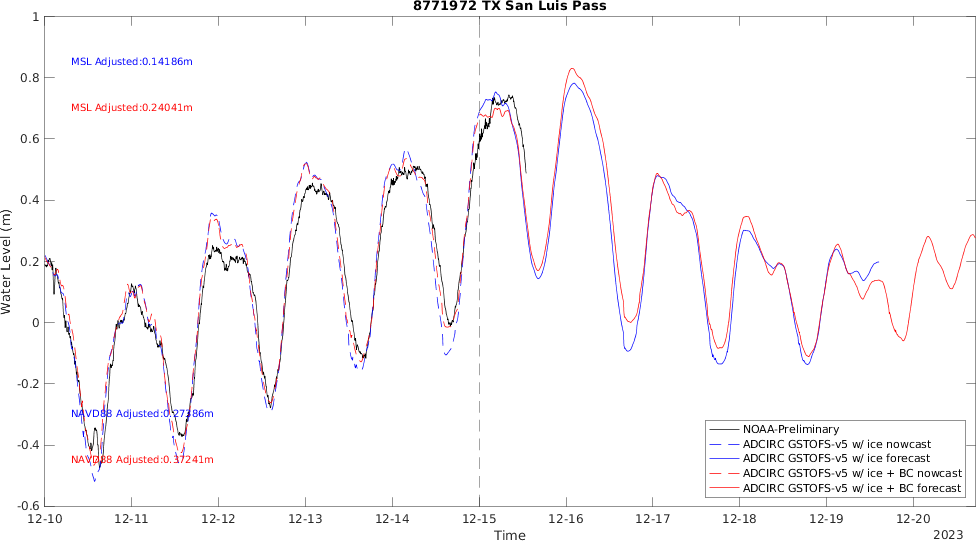 8771972 TX San Luis Pass
1
0.8
0.6
0.4
0.2
0
-0.2
-0.4
-0.6
Water Level (m)
MSL Adjusted:0.14186m
MSL Adjusted:0.24041m
NAVD88 Adjusted:0.27386m
NAVD88 Adjusted:0.37241m
NOAA-Preliminary
ADCIRC GSTOFS-v5 w/ ice nowcast
ADCIRC GSTOFS-v5 w/ ice forecast
ADCIRC GSTOFS-v5 w/ ice + BC nowcast
ADCIRC GSTOFS-v5 w/ ice + BC forecast
12-10 12-11 12-12 12-13 12-14 12-15 12-16 12-17 12-18 12-19 12-20
Time
2023